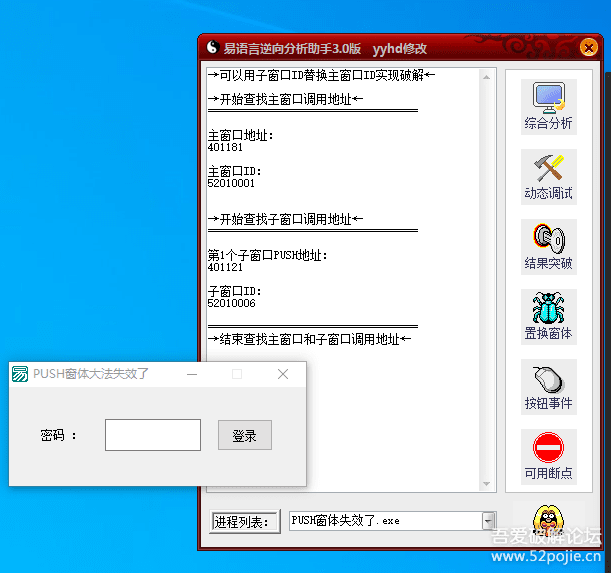 易语言逆向分析助手3.0版 yyhd修改
→可以用子窗口ID替换主窗口ID实现破解←
→开始查找主窗口调用地址←
主窗口地址：
401181
主窗口ID：
52010001
→开始查找子窗口调用地址←
第1个子窗口PUSH地址：
401121
子窗口ID：
52010006
→结束查找主窗口和子窗口调用地址←
综合分析
动态调试
结果突破
置换窗体
按钮事件
可用断点
易 PUSH窗体大法失效了
密码 ：
登录
进程列表：
PUSH窗体失效了.exe
吾爱破解论坛
www.52pojie.cn